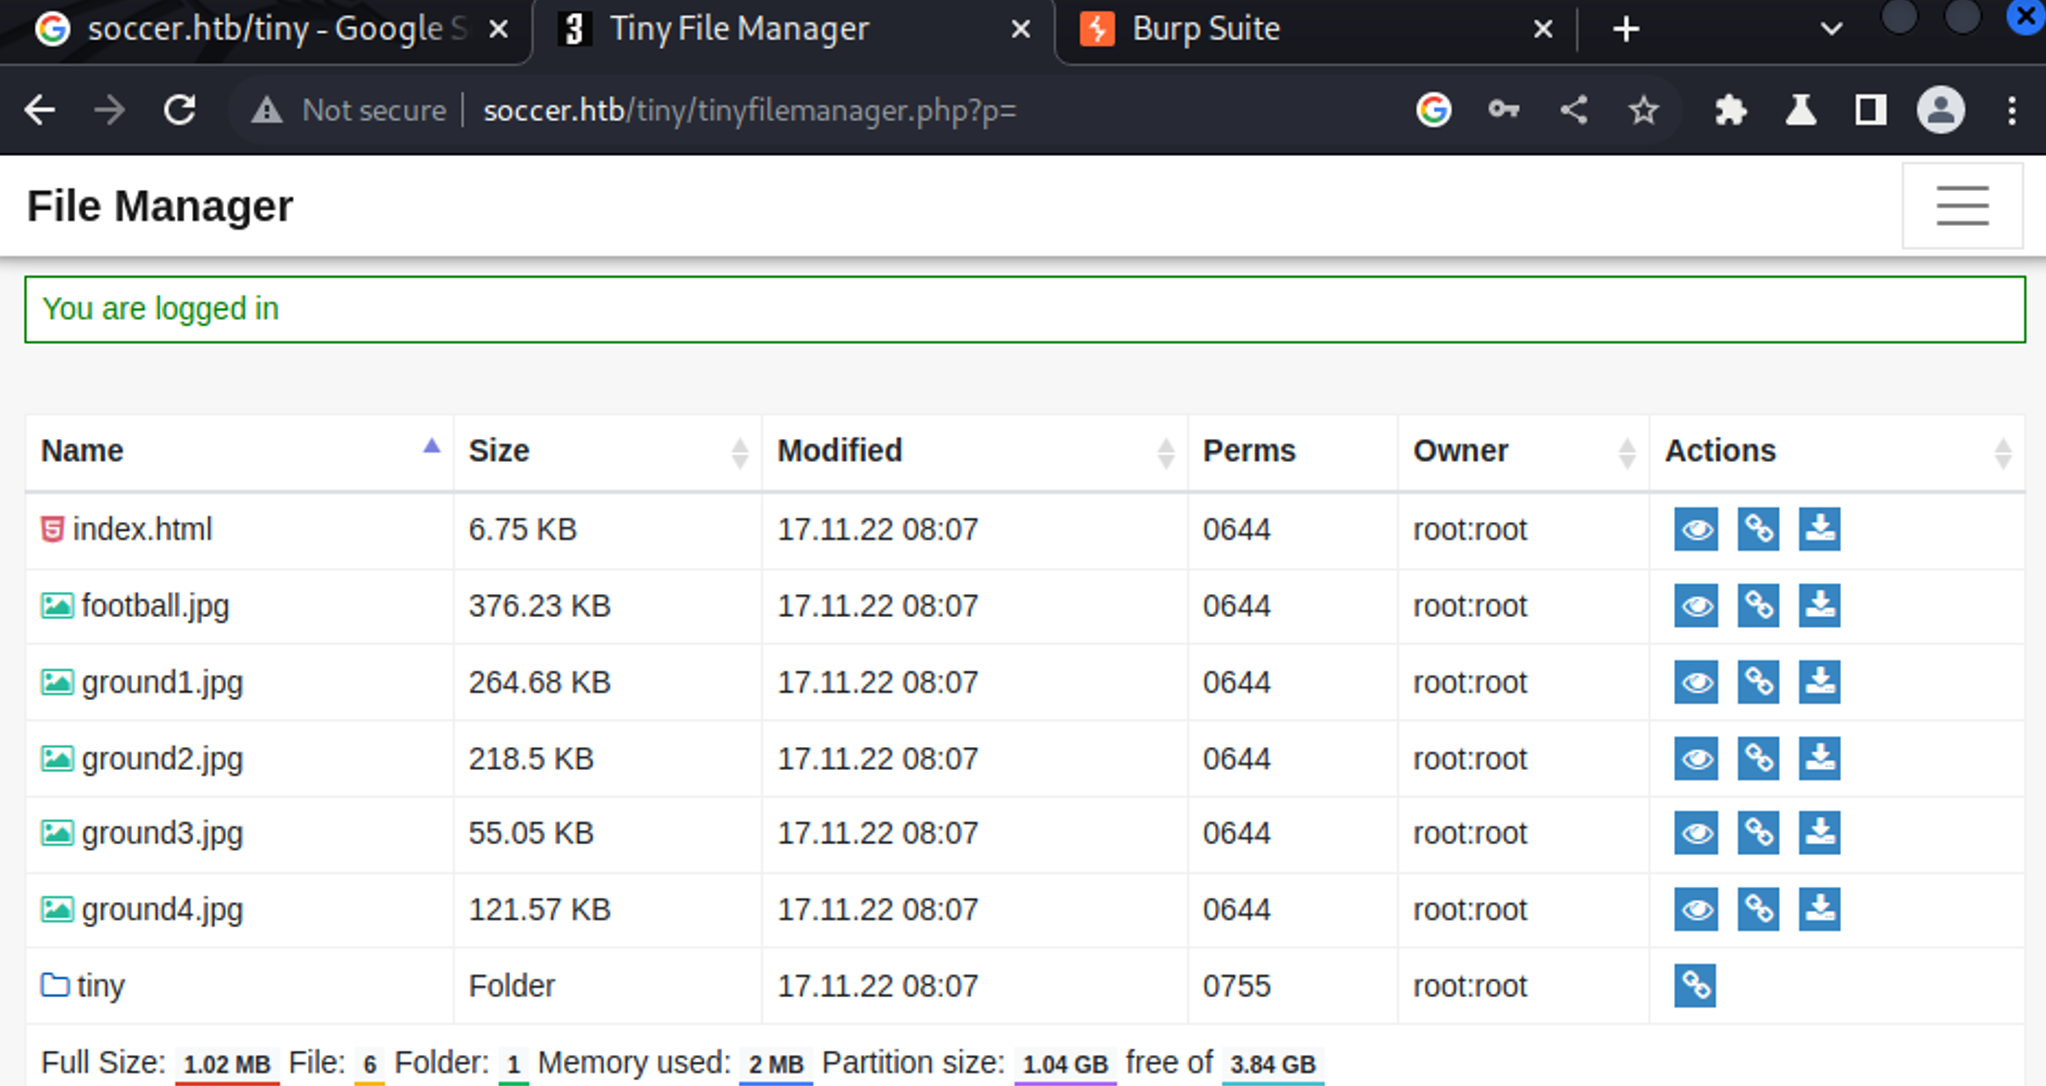 soccer.htb/tiny - Google S
Tiny File Manager
Burp Suite
Not secure
soccer.htb/tiny/tinyfilemanager.php?p=
File Manager
You are logged in
Name Size Modified Perms Owner Actions
index.html 6.75 KB 17.11.22 08:07 0644 root:root
football.jpg 376.23 KB 17.11.22 08:07 0644 root:root
ground1.jpg 264.68 KB 17.11.22 08:07 0644 root:root
ground2.jpg 218.5 KB 17.11.22 08:07 0644 root:root
ground3.jpg 55.05 KB 17.11.22 08:07 0644 root:root
ground4.jpg 121.57 KB 17.11.22 08:07 0644 root:root
tiny Folder 17.11.22 08:07 0755 root:root
Full Size: 1.02 MB File: 6 Folder: 1 Memory used: 2 MB Partition size: 1.04 GB free of 3.84 GB